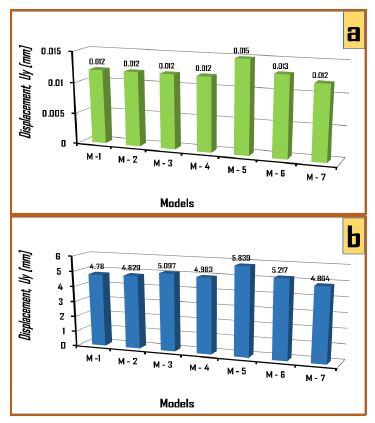 a
0.015
0.01
0.005
0
Displacement, Uy [mm]
0.012 0.012 0.012 0.012 0.015 0.013 0.012
M -1 M - 2 M - 3 M - 4 M - 5 M - 6 M - 7
Models
b
6
5
4
3
2
1
0
Displacement, Uy [mm]
4.78 4.829 5.097 4.983 5.839 5.217 4.864
M -1 M - 2 M - 3 M - 4 M - 5 M - 6 M - 7
Models